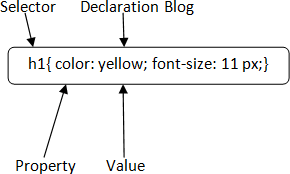 Selector Declaration Blog
h1{ color: yellow; font-size: 11 px;}
Property Value